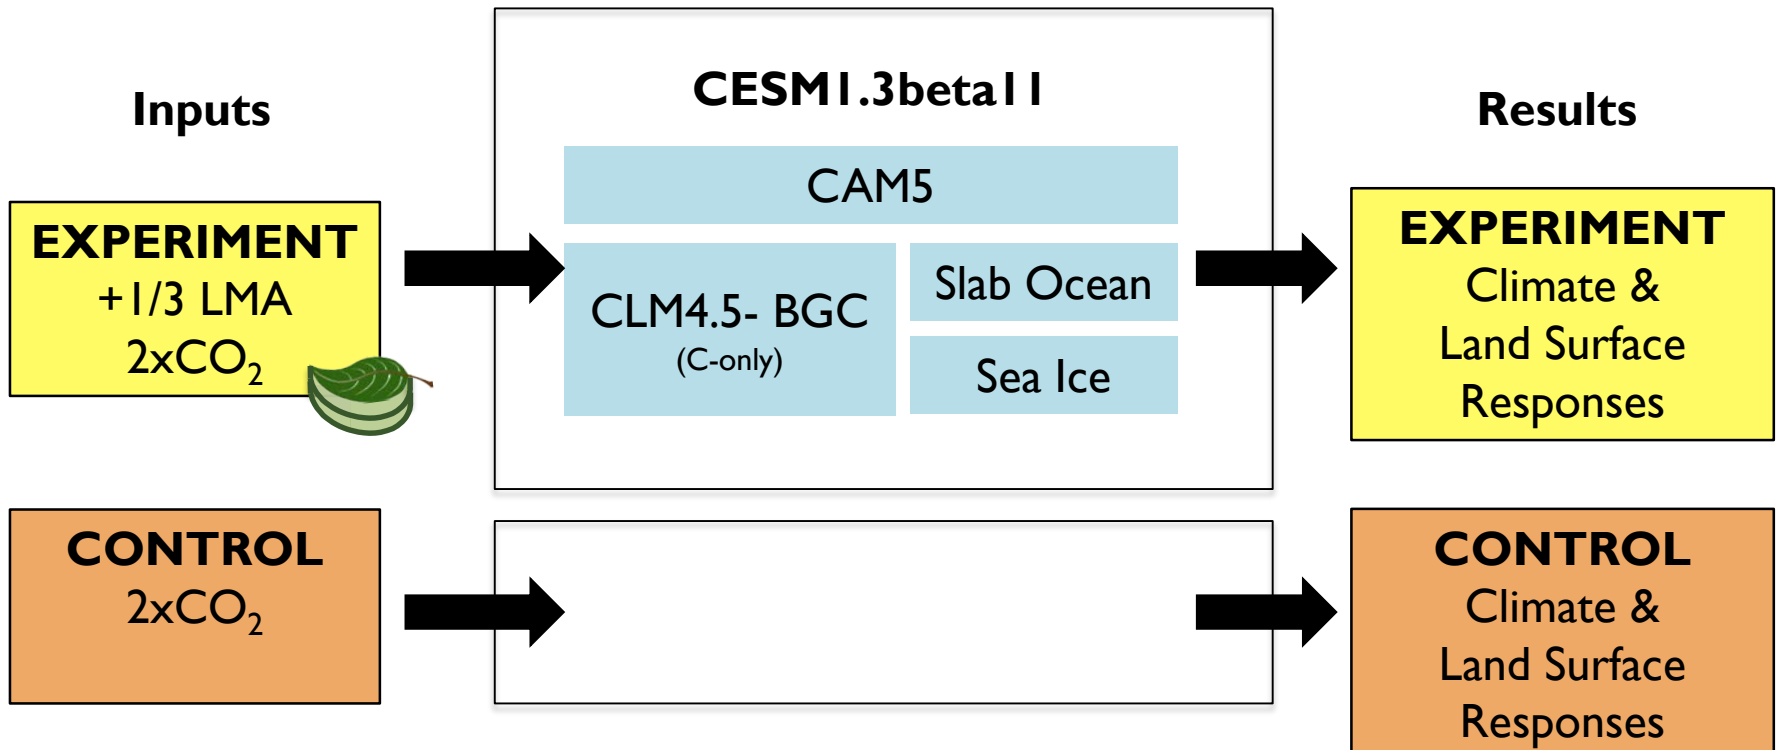 Inputs
EXPERIMENT
+1/3 LMA
2xCO₂
CESM1.3beta11
CAM5
CLM4.5- BGC
(C-only)
Slab Ocean
Sea Ice
Results
EXPERIMENT
Climate &
Land Surface
Responses
CONTROL
2xCO₂
CONTROL
Climate &
Land Surface
Responses